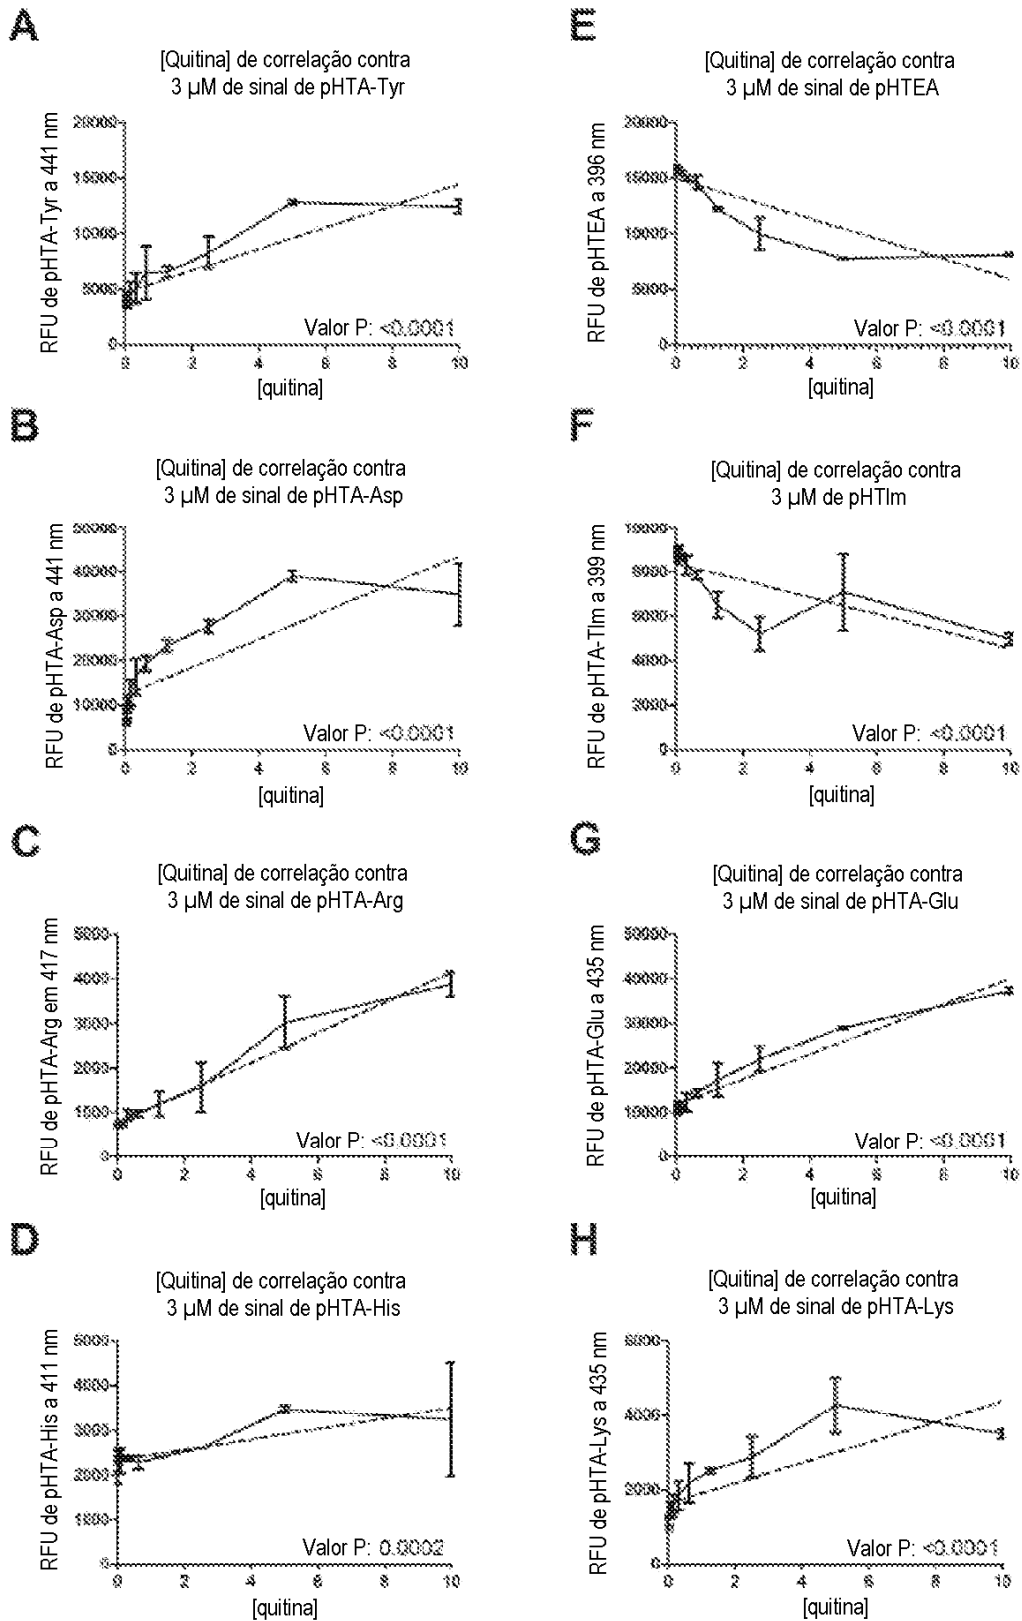 A
[Quitina] de correlação contra
3 µM de sinal de pHTA-Tyr
RFU de pHTA-Tyr a 441 nm
20000
15000
10000
5000
0
0 2 4 6 8 10
Valor P: <0.0001
[quitina]
B
[Quitina] de correlação contra
3 µM de sinal de pHTA-Asp
RFU de pHTA-Asp a 441 nm
50000
40000
30000
20000
10000
0
0 2 4 6 8 10
Valor P: <0.0001
[quitina]
C
[Quitina] de correlação contra
3 µM de sinal de pHTA-Arg
RFU de pHTA-Arg em 417 nm
5000
4000
3000
2000
1000
0
0 2 4 6 8 10
Valor P: <0.0001
[quitina]
D
[Quitina] de correlação contra
3 µM de sinal de pHTA-His
RFU de pHTA-His a 411 nm
5000
4000
3000
2000
1000
0
0 2 4 6 8 10
Valor P: 0.0002
[quitina]
E
[Quitina] de correlação contra
3 µM de sinal de pHTEA
RFU de pHTEA a 396 nm
20000
15000
10000
5000
0
0 2 4 6 8 10
Valor P: <0.0001
[quitina]
F
[Quitina] de correlação contra
3 µM de pHTIm
RFU de pHTA-TIm a 399 nm
10000
8000
6000
4000
2000
0
0 2 4 6 8 10
Valor P: <0.0001
[quitina]
G
[Quitina] de correlação contra
3 µM de sinal de pHTA-Glu
RFU de pHTA-Glu a 435 nm
50000
40000
30000
20000
10000
0
0 2 4 6 8 10
Valor P: <0.0001
[quitina]
H
[Quitina] de correlação contra
3 µM de sinal de pHTA-Lys
RFU de pHTA-Lys a 435 nm
6000
4000
2000
0
0 2 4 6 8 10
Valor P: <0.0001
[quitina]